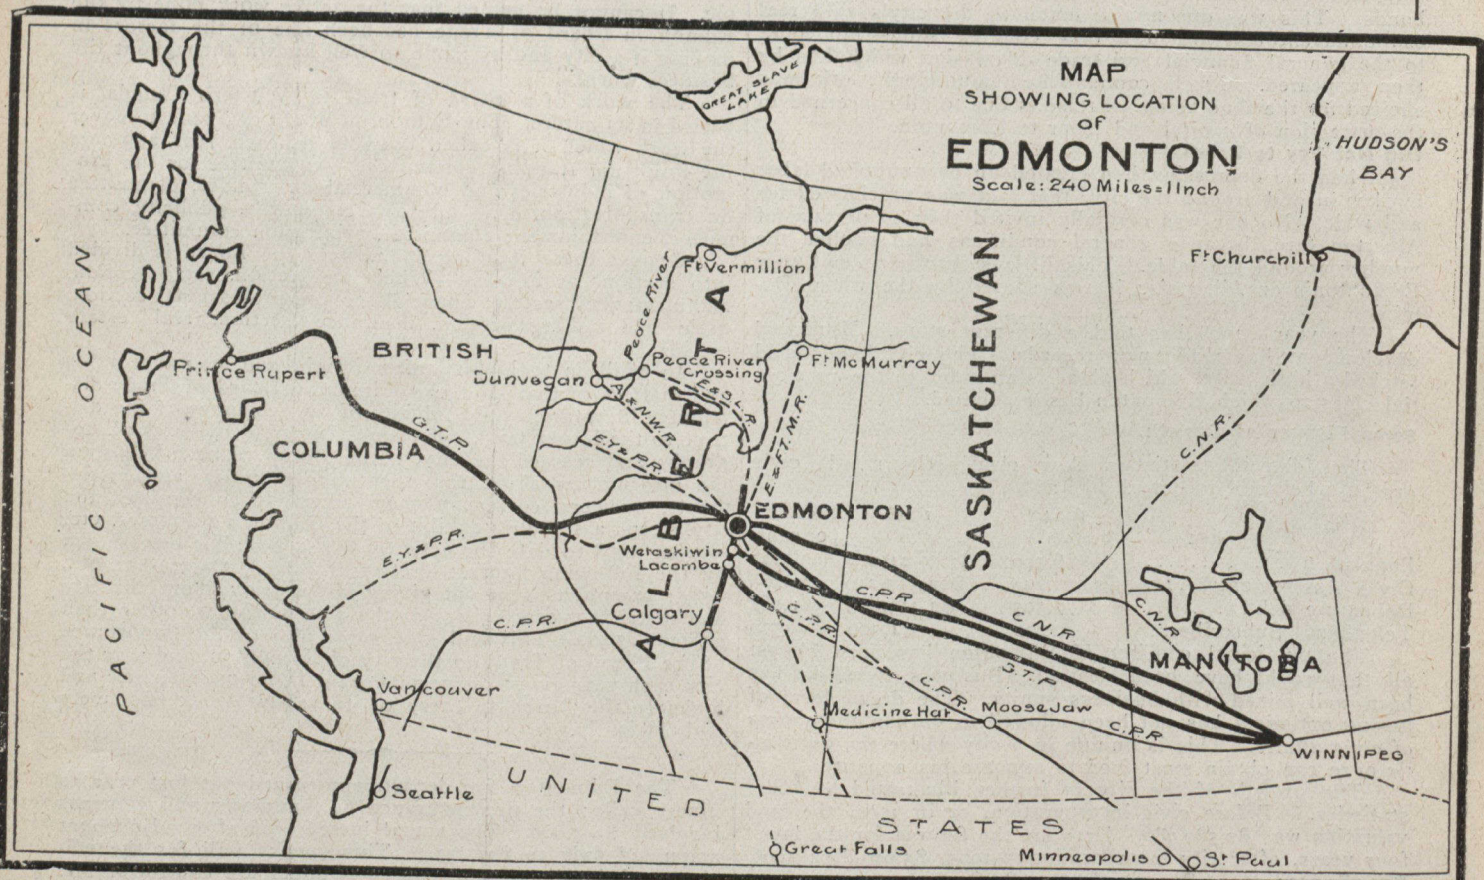 MAP
SHOWING LOCATION
of
EDMONTON
Scale: 240 Miles=1Inch
GREAT SLAVE
LAKE
HUDSON'S
BAY
PACIFIC OCEAN
Ft Churchill
Ft Vermillion
Peace River
ALBERTA
SASKATCHEWAN
BRITISH
COLUMBIA
Prince Rupert
Dunvegan
Peace River
Crossing
Ft McMurray
E.&S.L.R.
A & N.W.R
E.&FT.M.R.
E.Y.&P.R.
G.T.P
C.N.R.
EDMONTON
E.Y.&P.R.
Wetaskiwin
Lacombe
Calgary
C.P.R.
C.P.R
C.P.R.
C.N.R
C.N.R
G.T.P
MANITOBA
C.P.R.
Vancouver
Medicine Hat
Moose Jaw
C.P.R
WINNIPEG
Seattle
UNITED
STATES
Great Falls
Minneapolis
St Paul